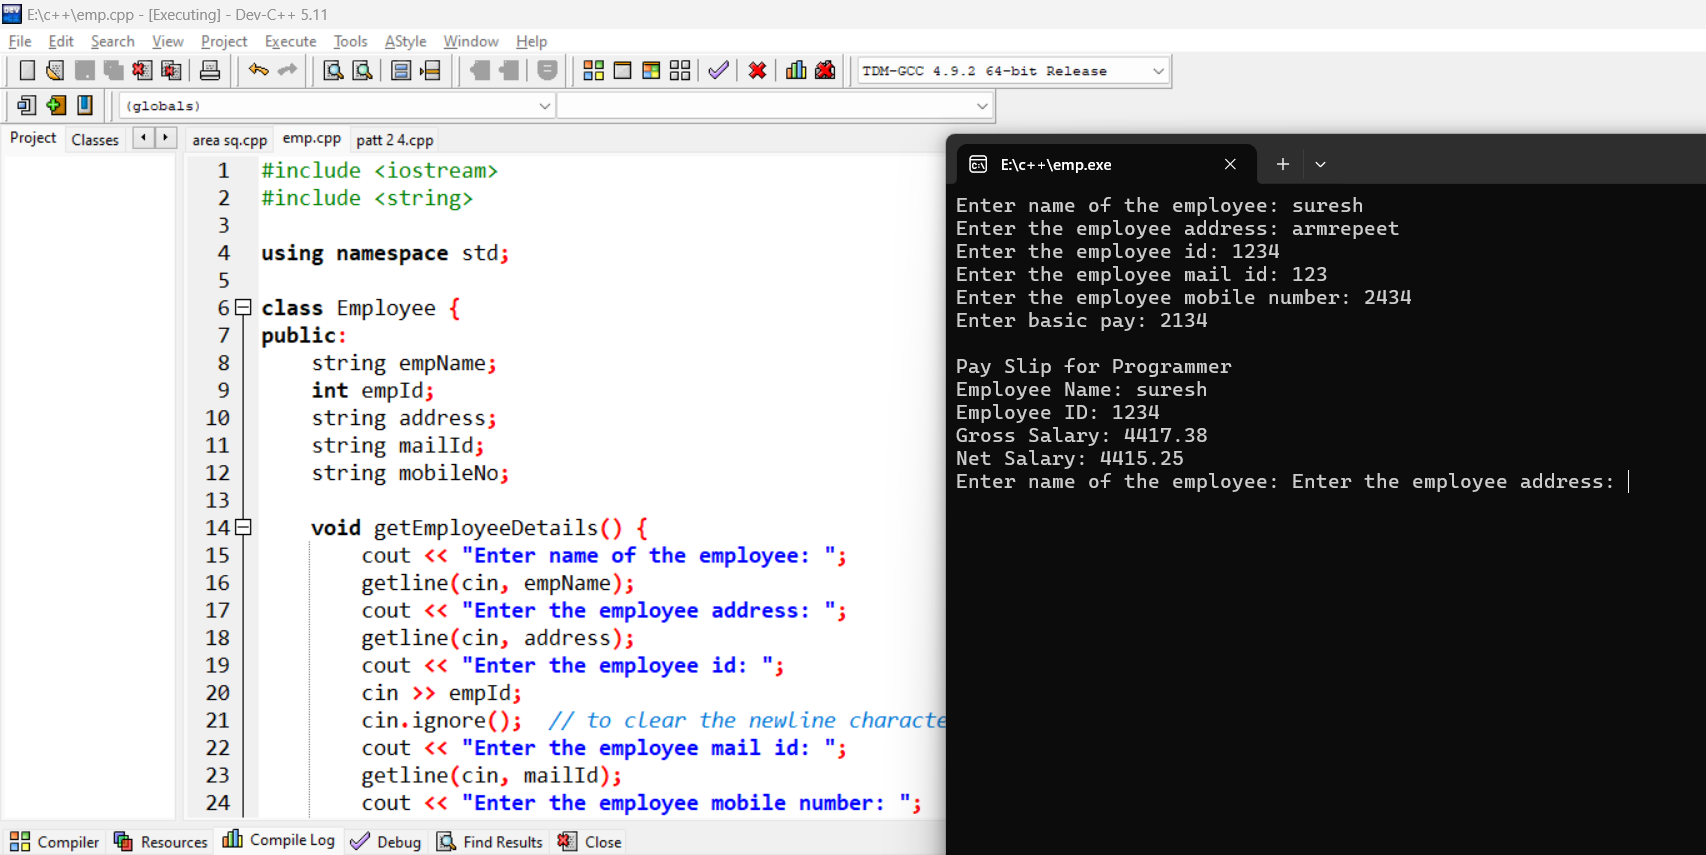 E:\c++\emp.cpp - [Executing] - Dev-C++ 5.11
File Edit Search View Project Execute Tools AStyle Window Help
TDM-GCC 4.9.2 64-bit Release
(globals)
Project Classes area sq.cpp emp.cpp patt 2 4.cpp
1 #include <iostream>
2 #include <string>
3
4 using namespace std;
5
6 class Employee {
7 public:
8 string empName;
9 int empId;
10 string address;
11 string mailId;
12 string mobileNo;
13
14 void getEmployeeDetails() {
15 cout << "Enter name of the employee: ";
16 getline(cin, empName);
17 cout << "Enter the employee address: ";
18 getline(cin, address);
19 cout << "Enter the employee id: ";
20 cin >> empId;
21 cin.ignore(); // to clear the newline characte
22 cout << "Enter the employee mail id: ";
23 getline(cin, mailId);
24 cout << "Enter the employee mobile number: ";
E:\c++\emp.exe
Enter name of the employee: suresh
Enter the employee address: armrepeet
Enter the employee id: 1234
Enter the employee mail id: 123
Enter the employee mobile number: 2434
Enter basic pay: 2134
Pay Slip for Programmer
Employee Name: suresh
Employee ID: 1234
Gross Salary: 4417.38
Net Salary: 4415.25
Enter name of the employee: Enter the employee address:
Compiler Resources Compile Log Debug Find Results Close